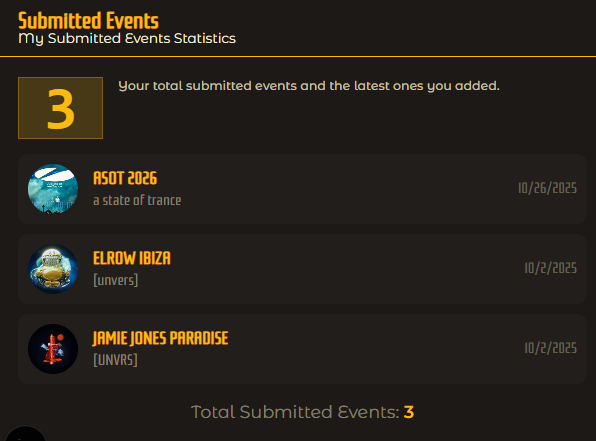 Submitted Events
My Submitted Events Statistics
3
Your total submitted events and the latest ones you added.
ASOT 2026
a state of trance
10/26/2025
ELROW IBIZA
[unvers]
10/2/2025
JAMIE JONES PARADISE
[UNVRS]
10/2/2025
Total Submitted Events: 3